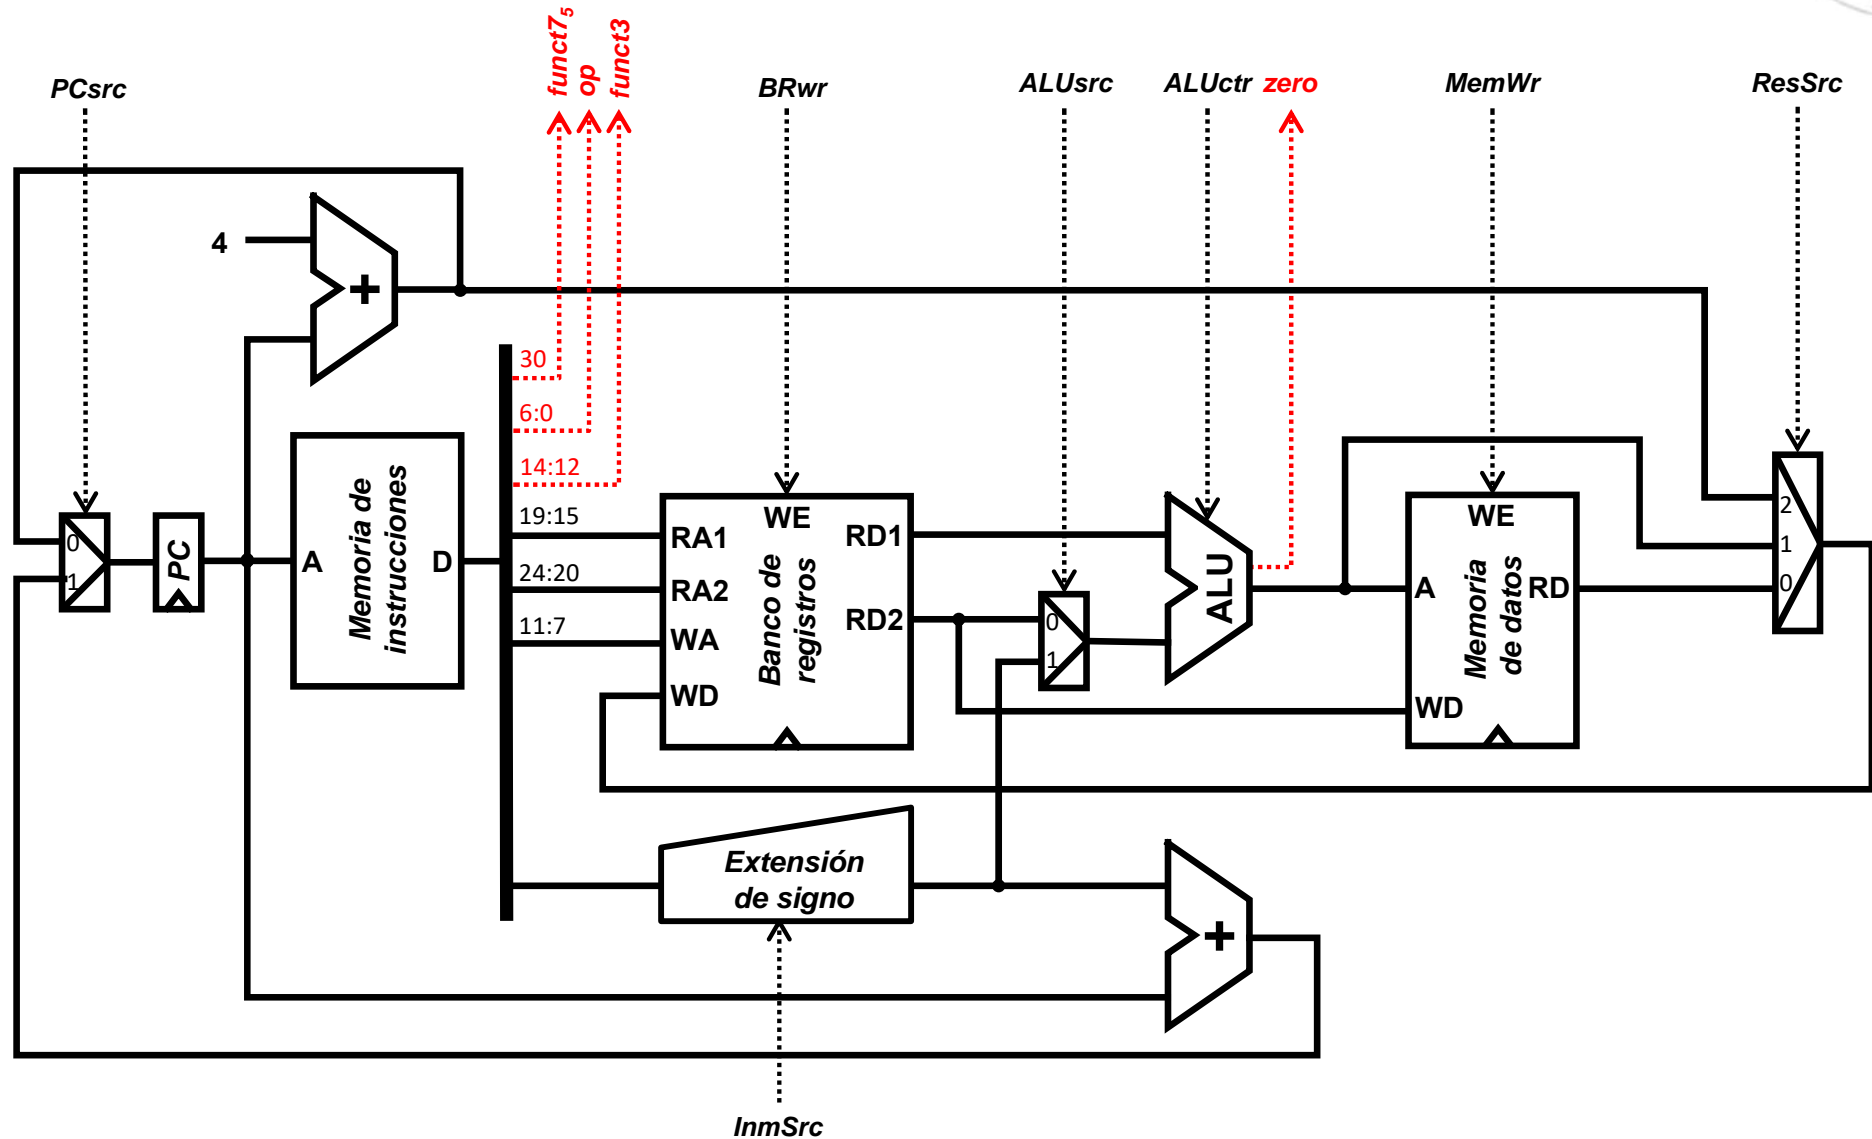 funct7₅
op
funct3
PCsrc
BRwr
ALUsrc
ALUctr
zero
MemWr
ResSrc
4
+
30
6:0
14:12
19:15
24:20
11:7
0
1
PC
A
Memoria de
instrucciones
D
RA1
RA2
WA
WD
WE
Banco de
registros
RD1
RD2
0
1
ALU
A
WD
WE
Memoria
de datos
RD
2
1
0
Extensión
de signo
+
InmSrc